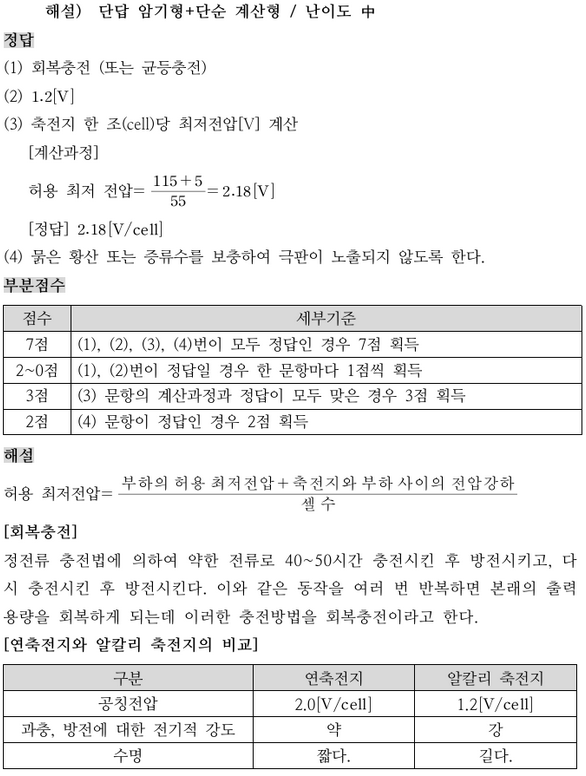 해설) 단답 암기형+단순 계산형 / 난이도 中
정답
(1) 회복충전 (또는 균등충전)
(2) 1.2[V]
(3) 축전지 한 조(cell)당 최저전압[V] 계산
[계산과정]
허용 최저 전압= (115+5)/55 = 2.18[V]
[정답] 2.18[V/cell]
(4) 묽은 황산 또는 증류수를 보충하여 극판이 노출되지 않도록 한다.
부분점수
점수 세부기준
7점 (1), (2), (3), (4)번이 모두 정답인 경우 7점 획득
2~0점 (1), (2)번이 정답일 경우 한 문항마다 1점씩 획득
3점 (3) 문항의 계산과정과 정답이 모두 맞은 경우 3점 획득
2점 (4) 문항이 정답인 경우 2점 획득
해설
허용 최저전압= (부하의 허용 최저전압+축전지와 부하 사이의 전압강하)/셀 수
[회복충전]
정전류 충전법에 의하여 약한 전류로 40~50시간 충전시킨 후 방전시키고, 다
시 충전시킨 후 방전시킨다. 이와 같은 동작을 여러 번 반복하면 본래의 출력
용량을 회복하게 되는데 이러한 충전방법을 회복충전이라고 한다.
[연축전지와 알칼리 축전지의 비교]
구분 연축전지 알칼리 축전지
공칭전압 2.0[V/cell] 1.2[V/cell]
과충, 방전에 대한 전기적 강도 약 강
수명 짧다. 길다.